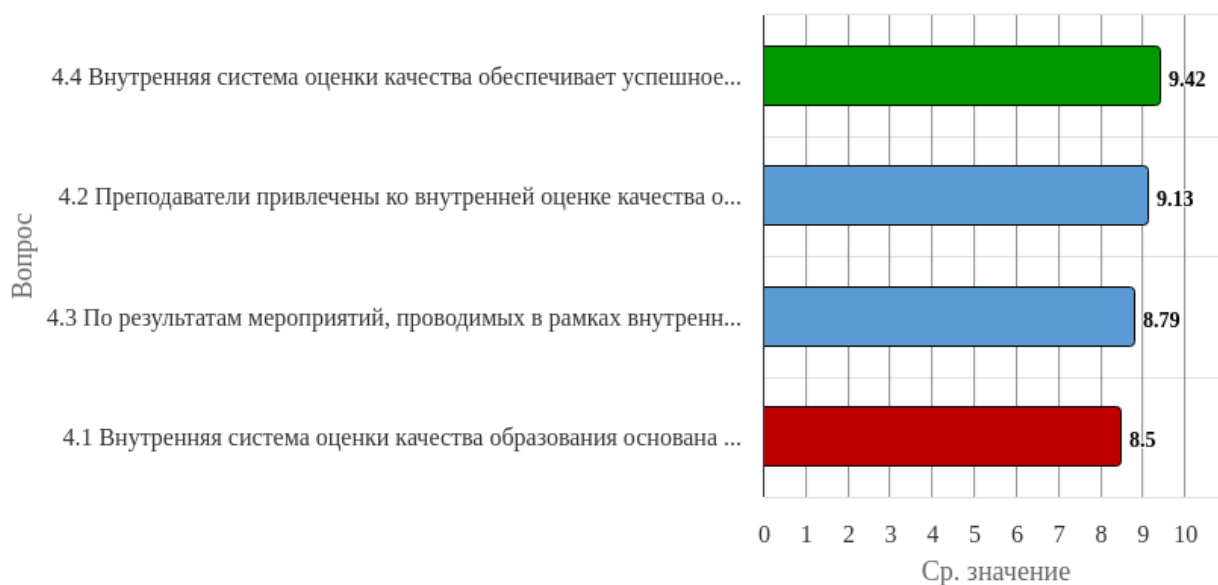 4.4 Внутренняя система оценки качества обеспечивает успешное...
9.42
4.2 Преподаватели привлечены ко внутренней оценке качества о...
9.13
Вопрос
4.3 По результатам мероприятий, проводимых в рамках внутренн...
8.79
4.1 Внутренняя система оценки качества образования основана ...
8.5
0 1 2 3 4 5 6 7 8 9 10
Ср. значение